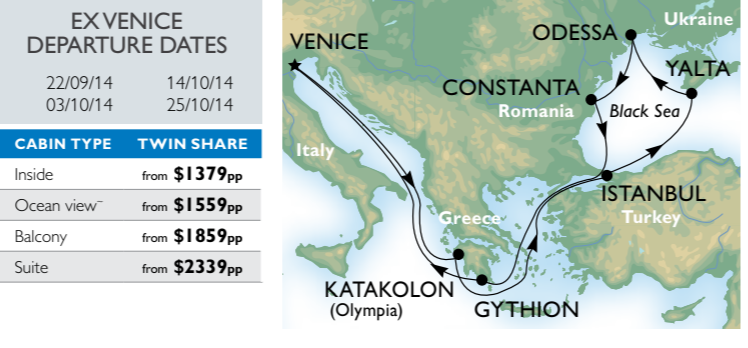 EX VENICE
DEPARTURE DATES
22/09/14 14/10/14
03/10/14 25/10/14
CABIN TYPE TWIN SHARE
Inside from $1379pp
Ocean view~ from $1559pp
Balcony from $1859pp
Suite from $2339pp
VENICE
ODESSA
Ukraine
YALTA
CONSTANTA
Romania
Black Sea
Italy
ISTANBUL
Turkey
Greece
KATAKOLON
(Olympia)
GYTHION